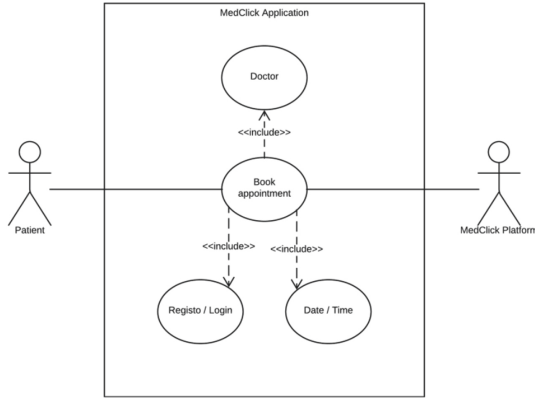 MedClick Application
Doctor
<<include>>
Book
appointment
Patient
MedClick Platform
<<include>>
<<include>>
Registo / Login
Date / Time